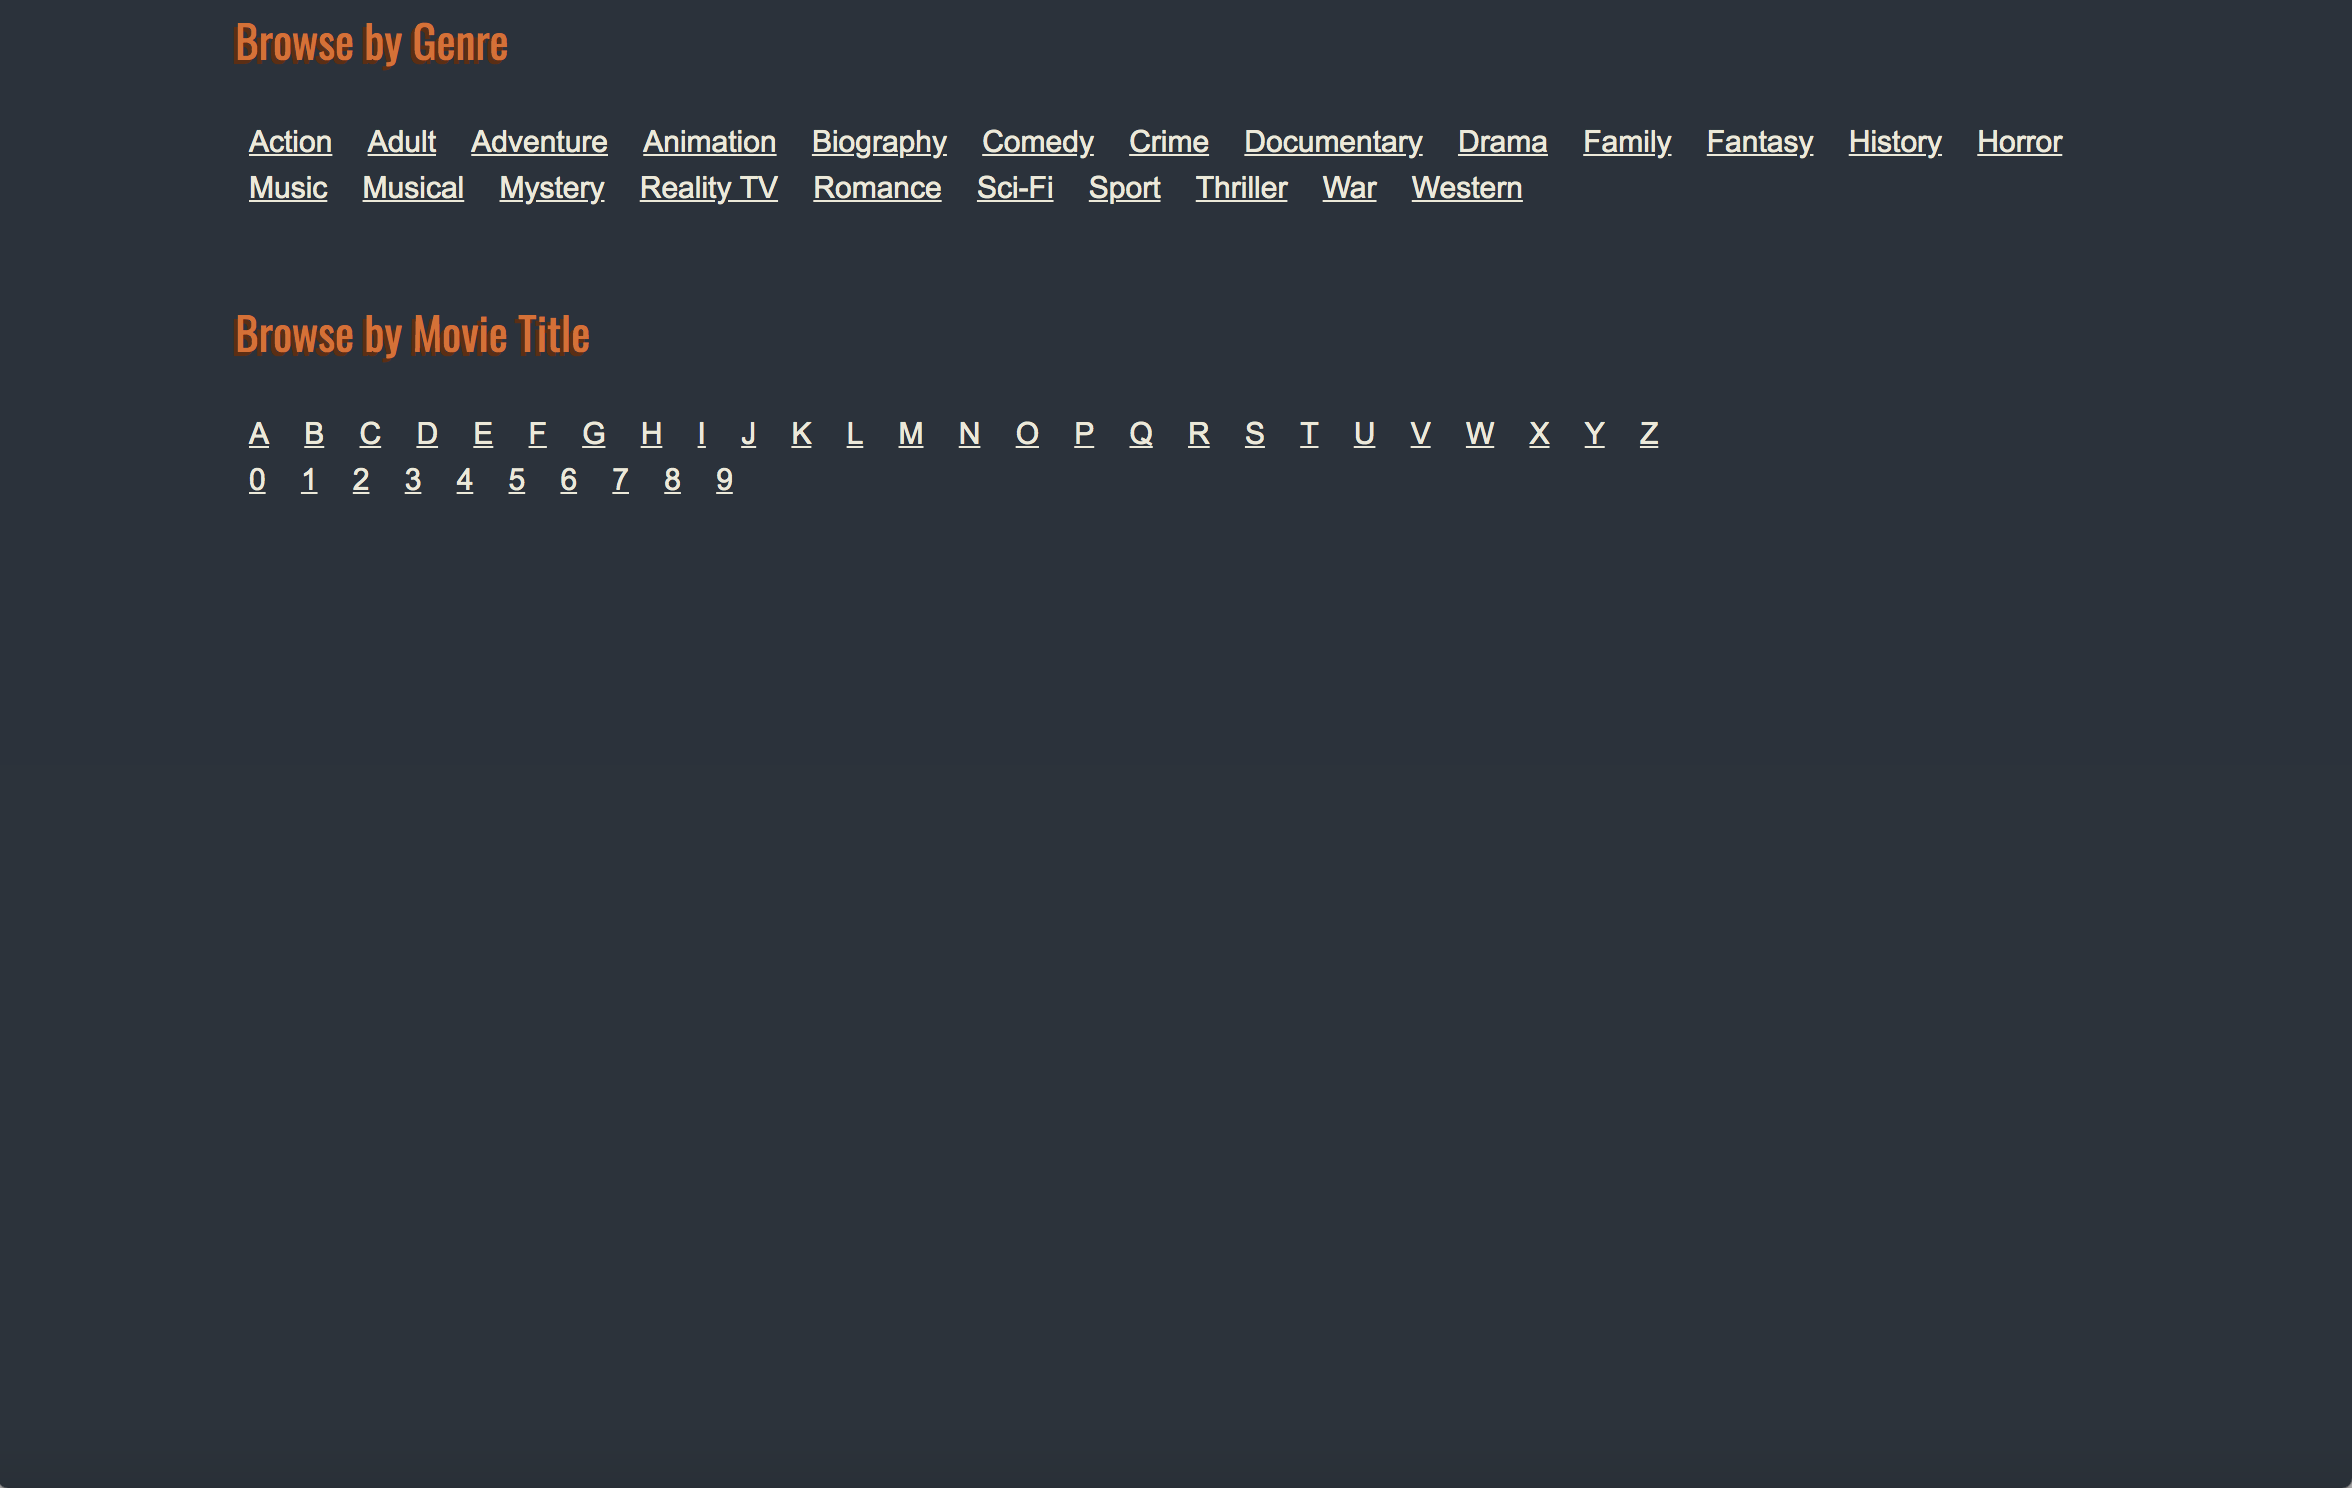 Browse by Genre
Action Adult Adventure Animation Biography Comedy Crime Documentary Drama Family Fantasy History Horror
Music Musical Mystery Reality TV Romance Sci-Fi Sport Thriller War Western
Browse by Movie Title
A B C D E F G H I J K L M N O P Q R S T U V W X Y Z
0 1 2 3 4 5 6 7 8 9